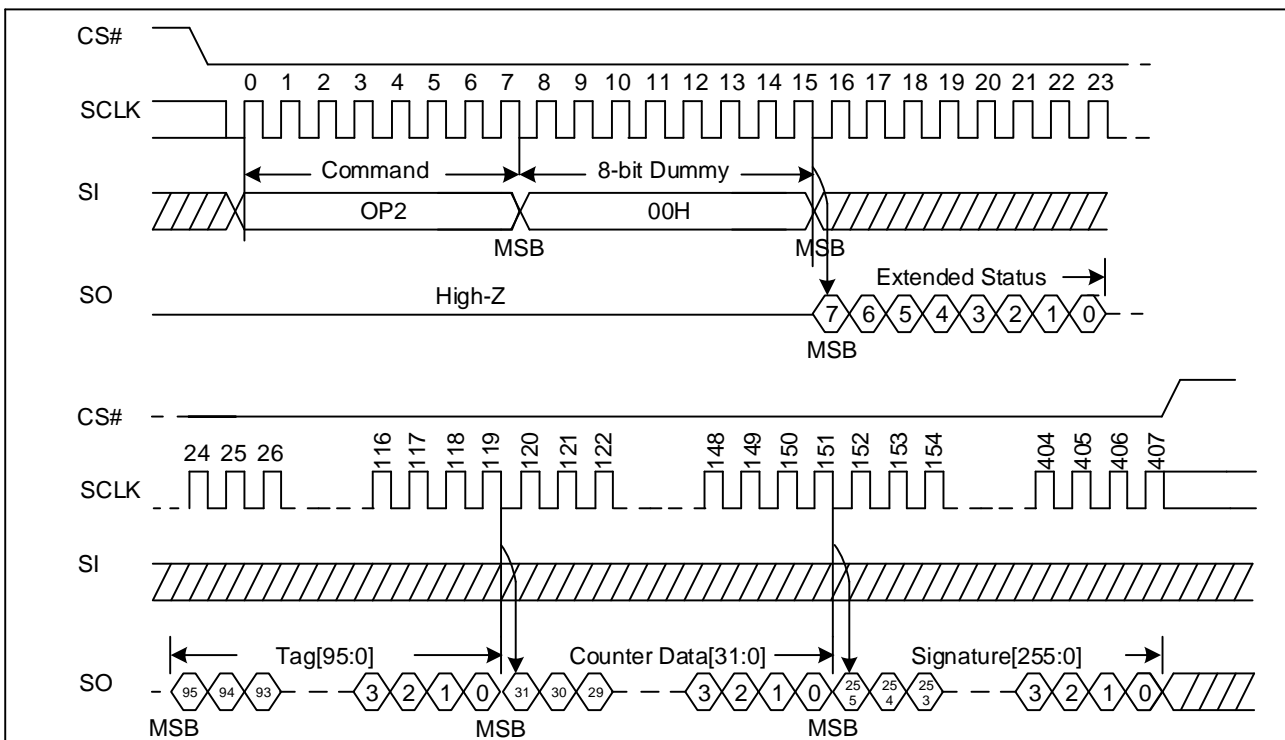 CS#
0 1 2 3 4 5 6 7 8 9 10 11 12 13 14 15 16 17 18 19 20 21 22 23
SCLK
Command 8-bit Dummy
SI
OP2 00H
MSB MSB
Extended Status
SO
High-Z
7 6 5 4 3 2 1 0
MSB
CS#
24 25 26 116 117 118 119 120 121 122 148 149 150 151 152 153 154 404 405 406 407
SCLK
SI
Tag[95:0] Counter Data[31:0] Signature[255:0]
SO
95 94 93 3 2 1 0 31 30 29 3 2 1 0 255 254 253 3 2 1 0
MSB MSB MSB